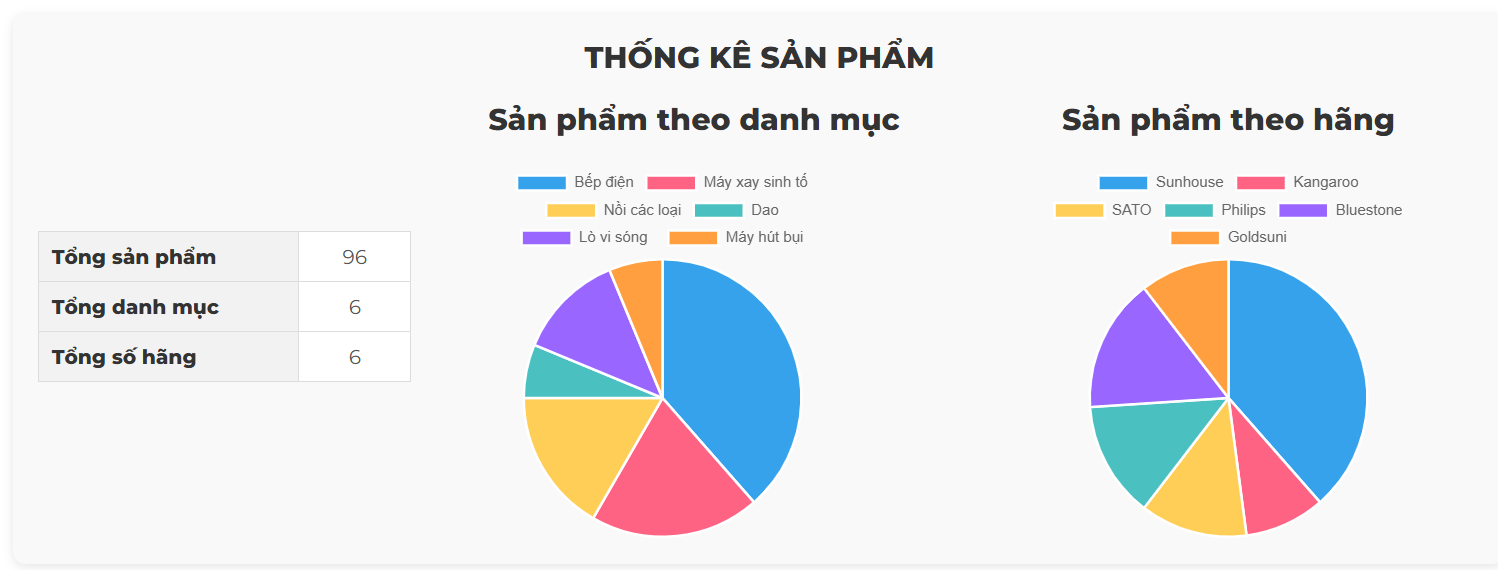 THỐNG KÊ SẢN PHẨM
Tổng sản phẩm 96
Tổng danh mục 6
Tổng số hãng 6
Sản phẩm theo danh mục
Bếp điện Máy xay sinh tố
Nồi các loại Dao
Lò vi sóng Máy hút bụi
Sản phẩm theo hãng
Sunhouse Kangaroo
SATO Philips Bluestone
Goldsuni